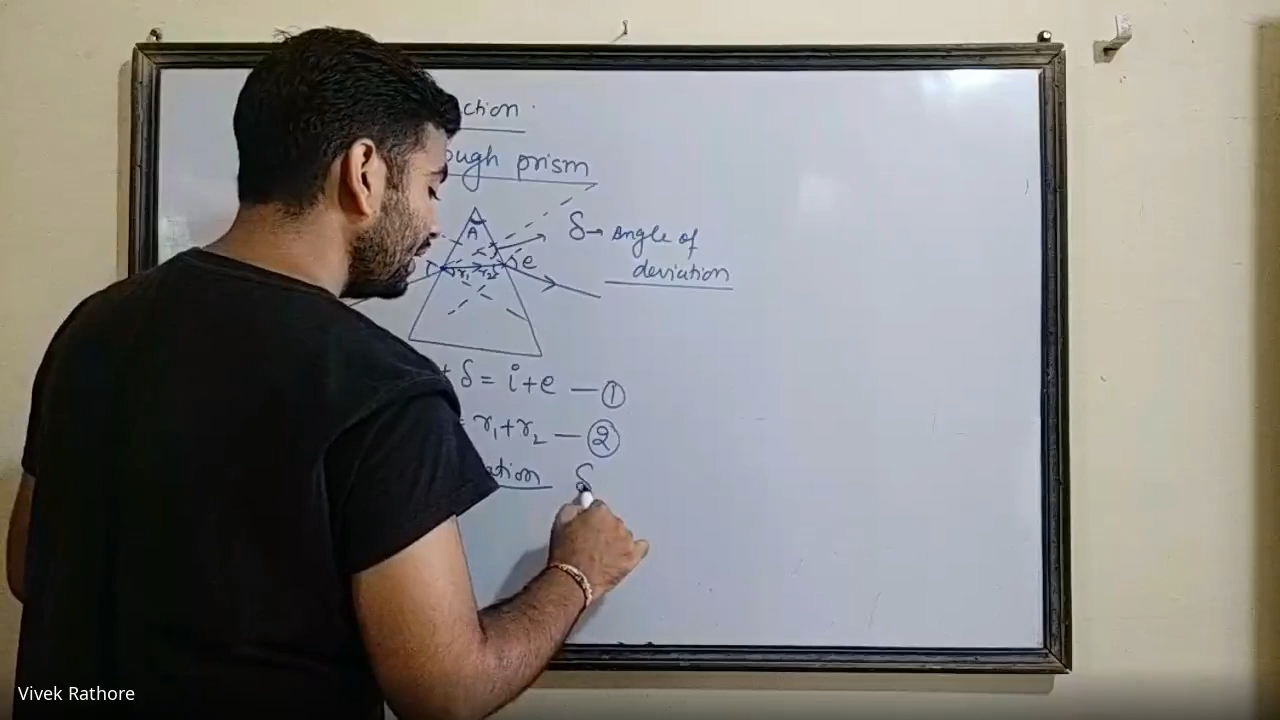 ction
ough prism
A
δ→ angle of
deviation
r₁ r₂ e
δ = i+e — ①
= r₁+r₂ — ②
ation δ
Vivek Rathore